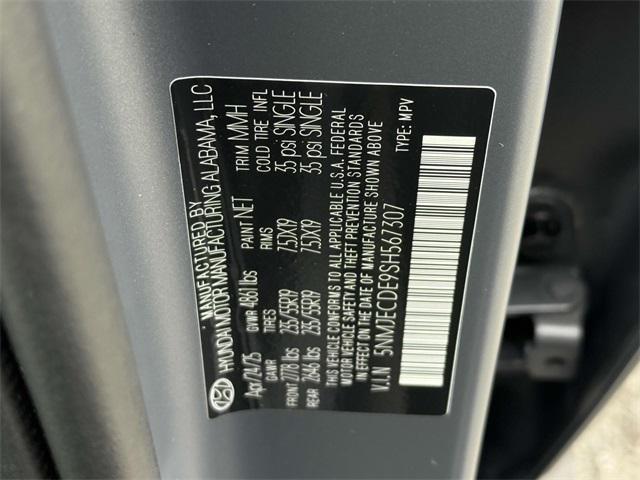 MANUFACTURED BY
HYUNDAI MOTOR MANUFACTURING ALABAMA, LLC
Apr/24/25 GVWR 4861 lbs PAINT NET TRIM MMH
GAWR TIRES RIMS COLD TIRE INFL
FRONT 2778 lbs 235/55R19 7.5JX19 35 psi SINGLE
REAR 2646 lbs 235/55R19 7.5JX19 35 psi SINGLE
THIS VEHICLE CONFORMS TO ALL APPLICABLE U.S.A. FEDERAL
MOTOR VEHICLE SAFETY AND THEFT PREVENTION STANDARDS
IN EFFECT ON THE DATE OF MANUFACTURE SHOWN ABOVE
V.I.N 5NMJECDE9SH567307 TYPE: MPV